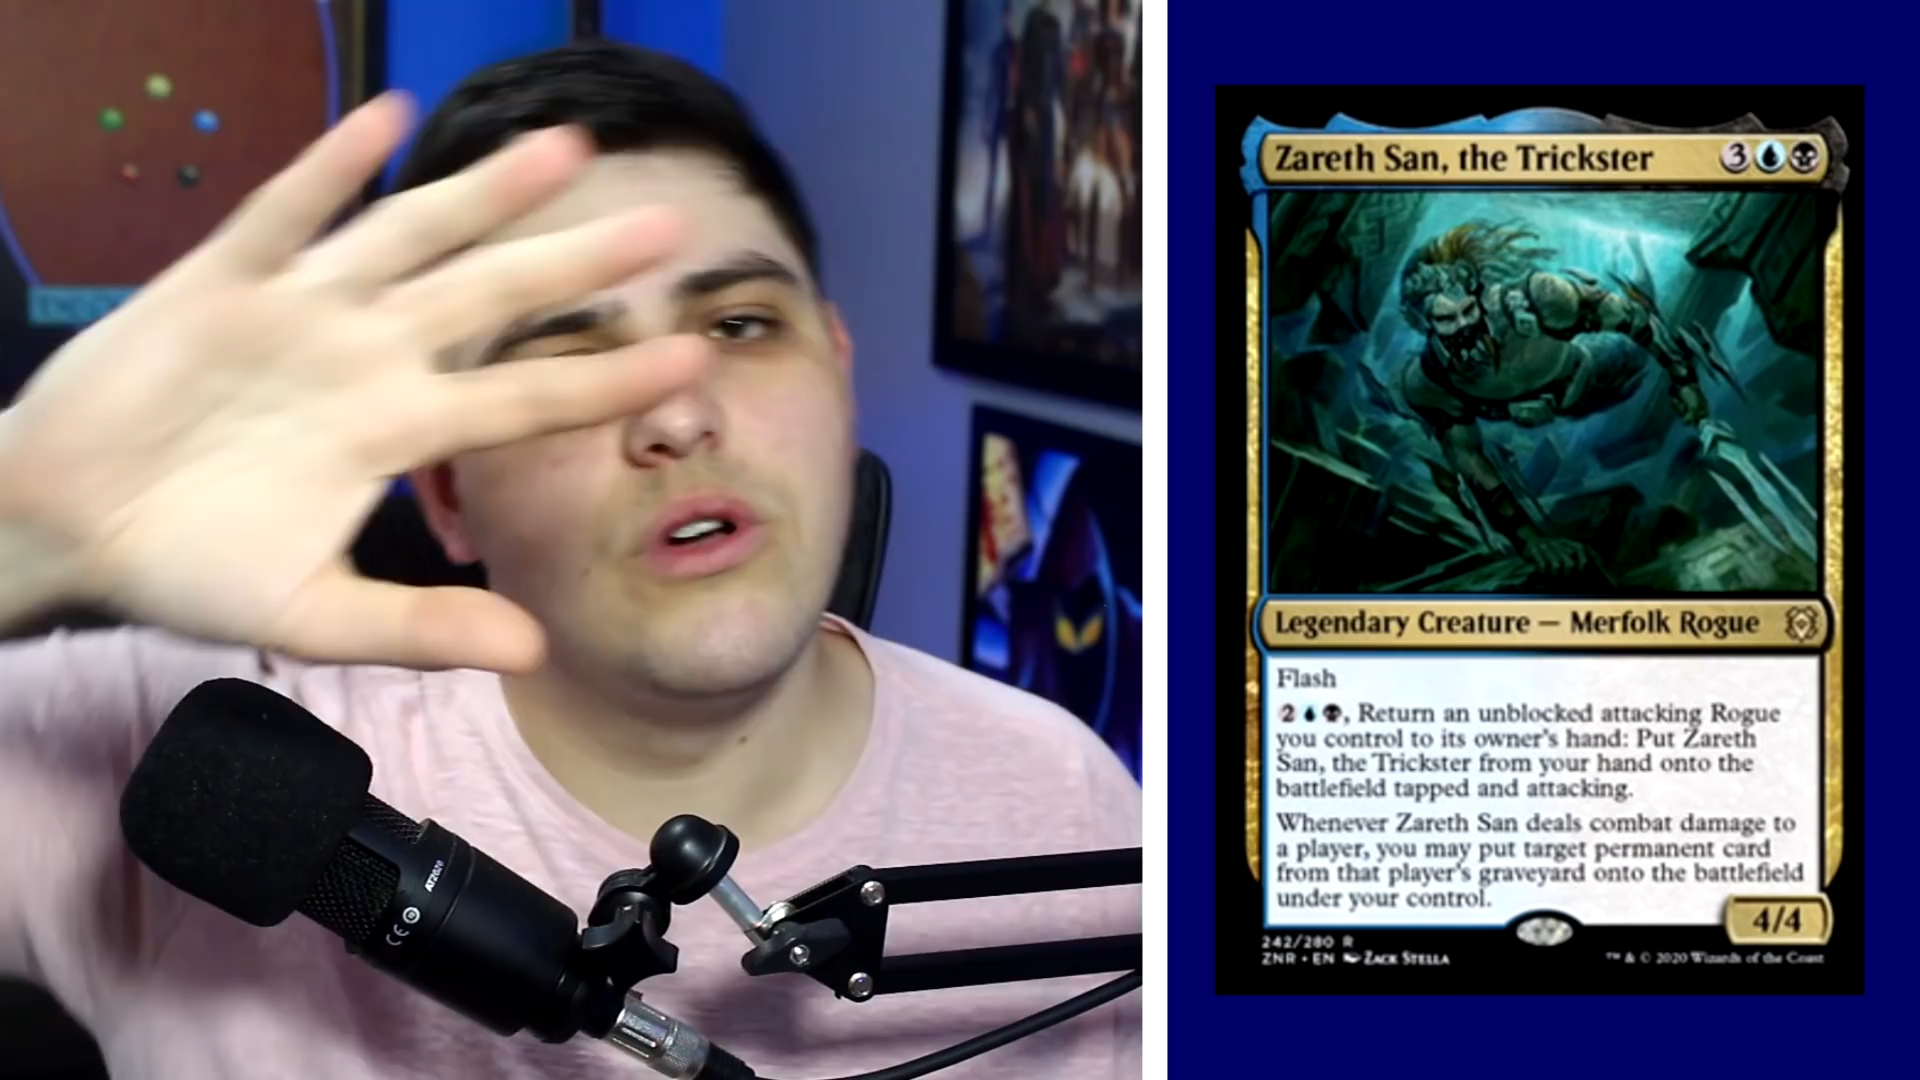 AT2020
CE
Zareth San, the Trickster 3
Legendary Creature — Merfolk Rogue
Flash
2, Return an unblocked attacking Rogue
you control to its owner's hand: Put Zareth
San, the Trickster from your hand onto the
battlefield tapped and attacking.
Whenever Zareth San deals combat damage to
a player, you may put target permanent card
from that player's graveyard onto the battlefield
under your control.
4/4
242/280 R
ZNR • EN Zack Stella
™ & © 2020 Wizards of the Coast